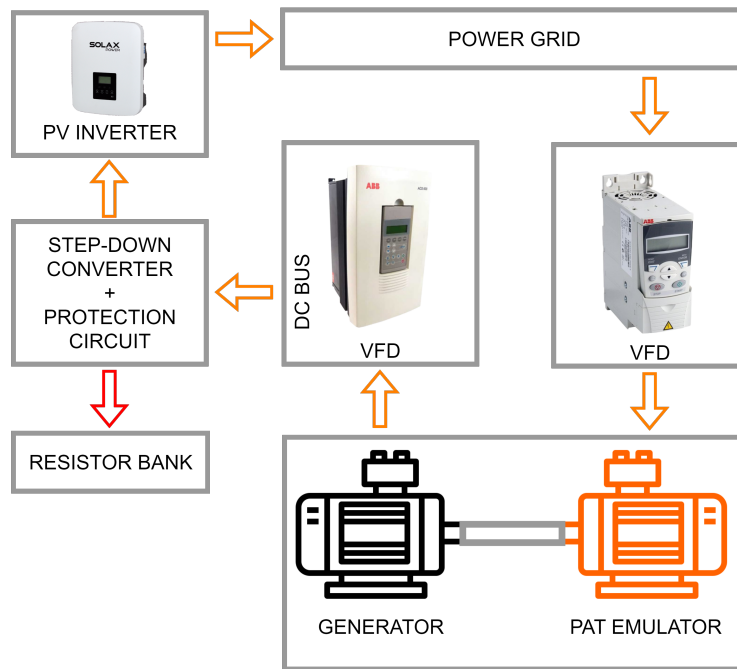 SOLAX
POWER
PV INVERTER
POWER GRID
STEP-DOWN
CONVERTER
+
PROTECTION
CIRCUIT
DC BUS
ABB
VFD
ABB
VFD
RESISTOR BANK
GENERATOR
PAT EMULATOR